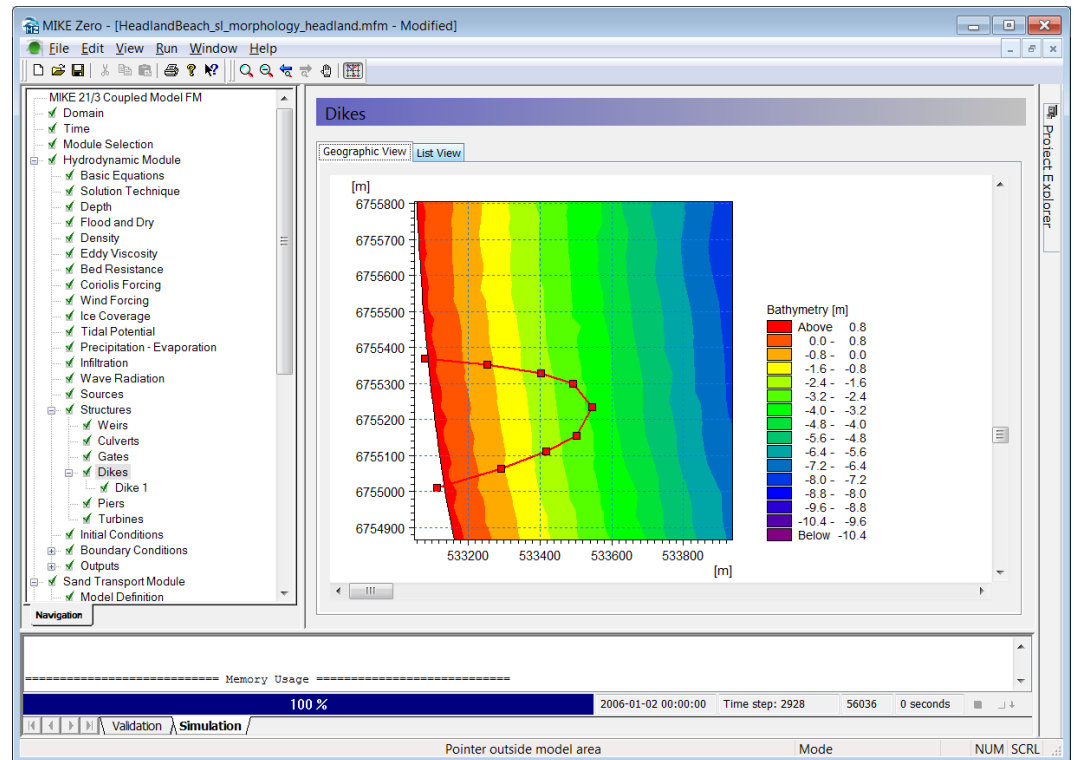 MIKE Zero - [HeadlandBeach_sl_morphology_headland.mfm - Modified]
File Edit View Run Window Help
MIKE 21/3 Coupled Model FM
Domain
Time
Module Selection
Hydrodynamic Module
Basic Equations
Solution Technique
Depth
Flood and Dry
Density
Eddy Viscosity
Bed Resistance
Coriolis Forcing
Wind Forcing
Ice Coverage
Tidal Potential
Precipitation - Evaporation
Infiltration
Wave Radiation
Sources
Structures
Weirs
Culverts
Gates
Dikes
Dike 1
Piers
Turbines
Initial Conditions
Boundary Conditions
Outputs
Sand Transport Module
Model Definition
Navigation
Dikes
Geographic View List View
[m]
6755800
6755700
6755600
6755500
6755400
6755300
6755200
6755100
6755000
6754900
533200 533400 533600 533800
[m]
Bathymetry [m]
Above 0.8
0.0 - 0.8
-0.8 - 0.0
-1.6 - -0.8
-2.4 - -1.6
-3.2 - -2.4
-4.0 - -3.2
-4.8 - -4.0
-5.6 - -4.8
-6.4 - -5.6
-7.2 - -6.4
-8.0 - -7.2
-8.8 - -8.0
-9.6 - -8.8
-10.4 - -9.6
Below -10.4
Project Explorer
=========================== Memory Usage ===========================
100 % 2006-01-02 00:00:00 Time step: 2928 56036 0 seconds
Validation Simulation
Pointer outside model area Mode NUM SCRL